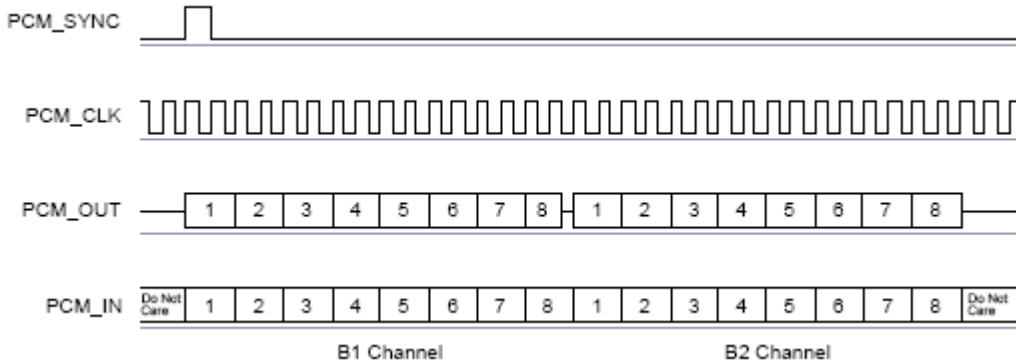 PCM_SYNC
PCM_CLK
PCM_OUT 1 2 3 4 5 6 7 8 1 2 3 4 5 6 7 8
PCM_IN Do Not Care 1 2 3 4 5 6 7 8 1 2 3 4 5 6 7 8 Do Not Care
B1 Channel B2 Channel